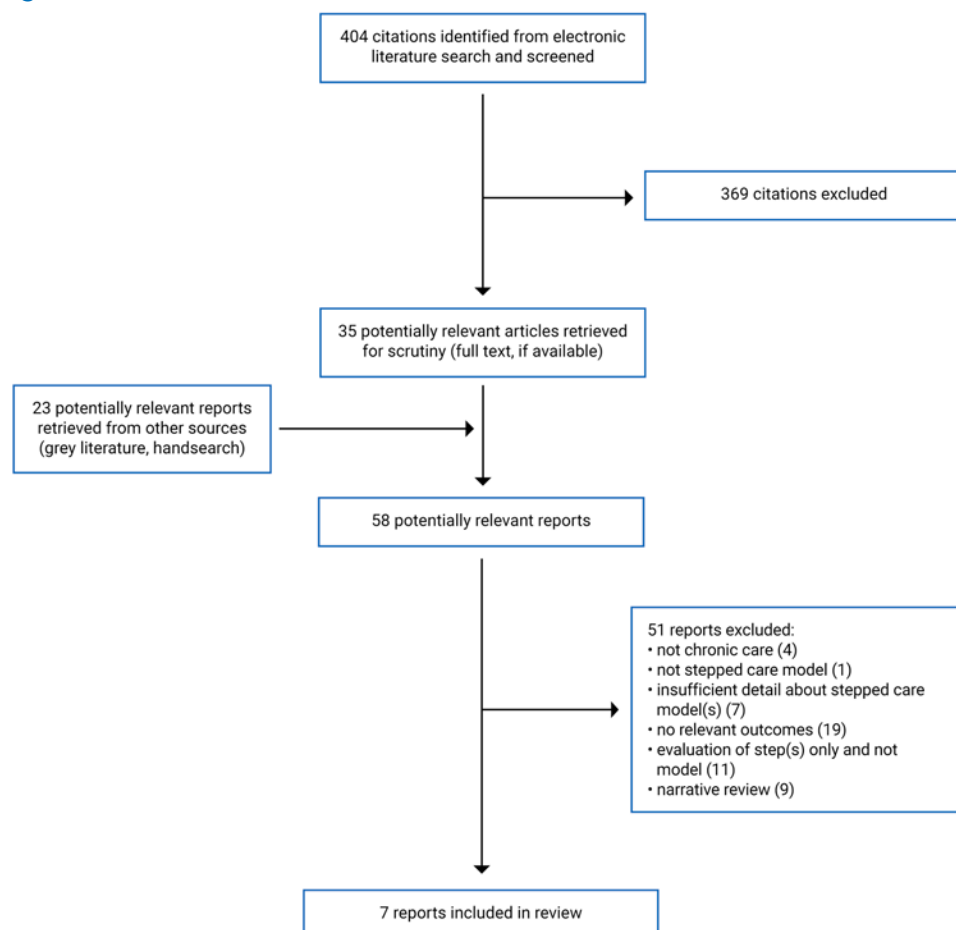 404 citations identified from electronic
literature search and screened
369 citations excluded
35 potentially relevant articles retrieved
for scrutiny (full text, if available)
23 potentially relevant reports
retrieved from other sources
(grey literature, handsearch)
58 potentially relevant reports
51 reports excluded:
• not chronic care (4)
• not stepped care model (1)
• insufficient detail about stepped care
model(s) (7)
• no relevant outcomes (19)
• evaluation of step(s) only and not
model (11)
• narrative review (9)
7 reports included in review